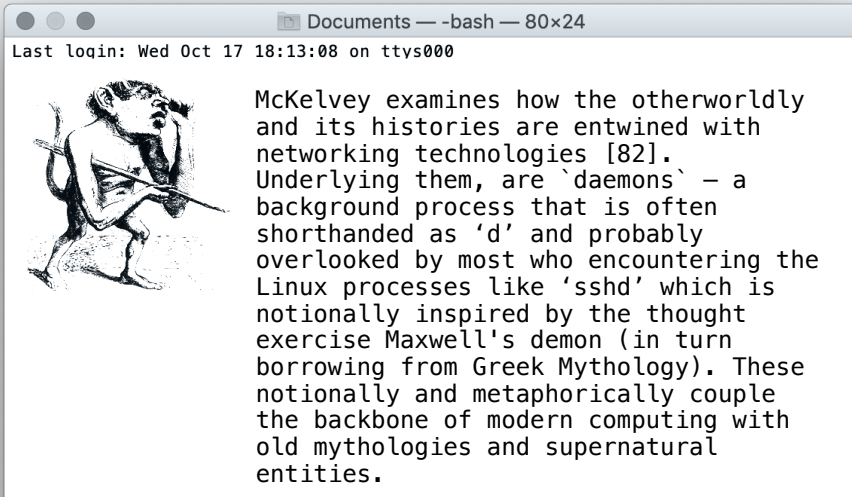 Documents — -bash — 80×24
Last login: Wed Oct 17 18:13:08 on ttys000
McKelvey examines how the otherworldly
and its histories are entwined with
networking technologies [82].
Underlying them, are `daemons` – a
background process that is often
shorthanded as ‘d’ and probably
overlooked by most who encountering the
Linux processes like ‘sshd’ which is
notionally inspired by the thought
exercise Maxwell's demon (in turn
borrowing from Greek Mythology). These
notionally and metaphorically couple
the backbone of modern computing with
old mythologies and supernatural
entities.